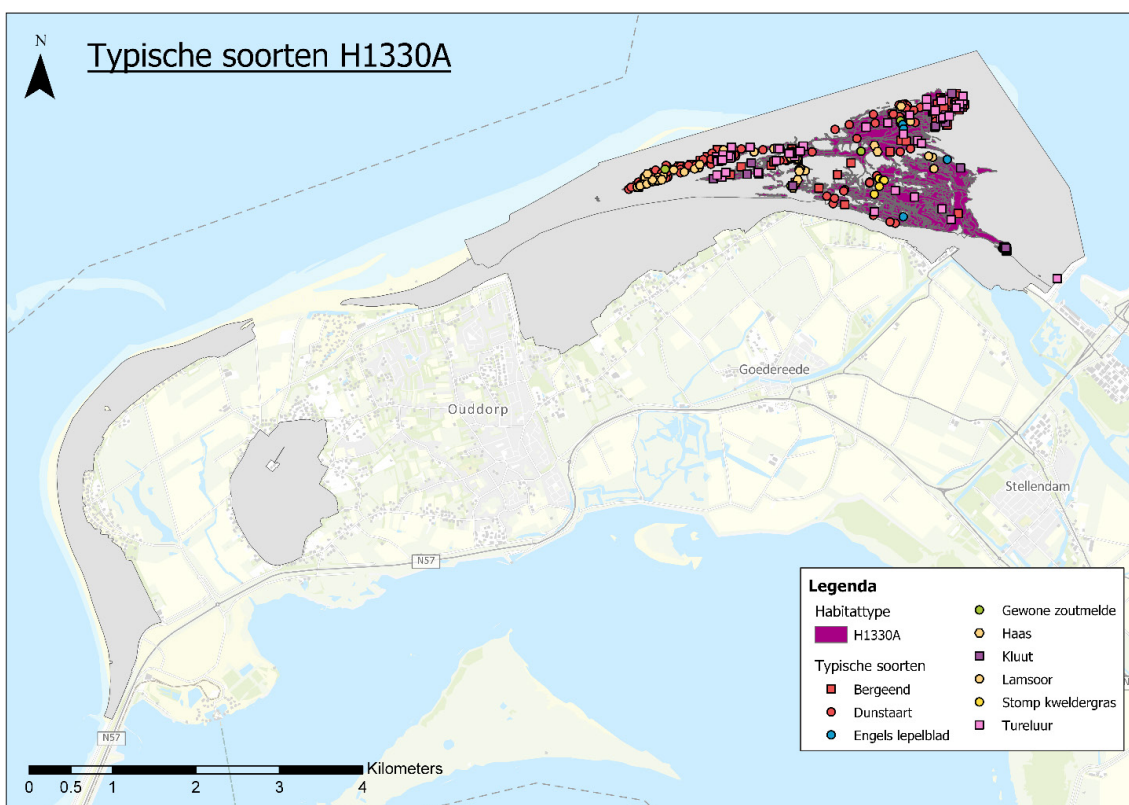 N
Typische soorten H1330A
Goedereede
Ouddorp
Stellendam
N57
N57
Legenda
Habitattype
H1330A
Typische soorten
Bergeend
Dunstaart
Engels lepelblad
Gewone zoutmelde
Haas
Kluut
Lamsoor
Stomp kweldergras
Tureluur
Kilometers
0 0.5 1 2 3 4